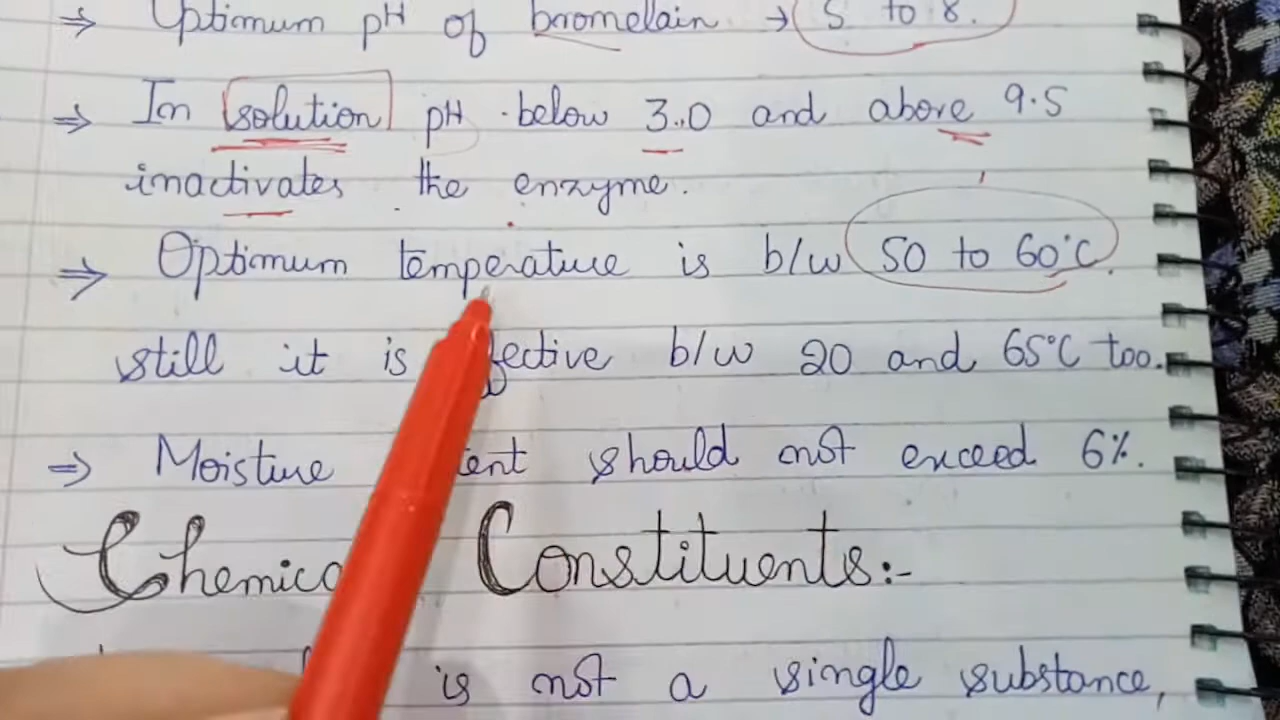 ⇒ Optimum pH of bromelain → 5 to 8.
⇒ In solution pH below 3.0 and above 9.5
inactivates the enzyme.
⇒ Optimum temperature is b/w 50 to 60°C.
still it is fective b/w 20 and 65°C too.
⇒ Moisture tent should not exceed 6%.
Chemica Constituents:-
is not a single substance,